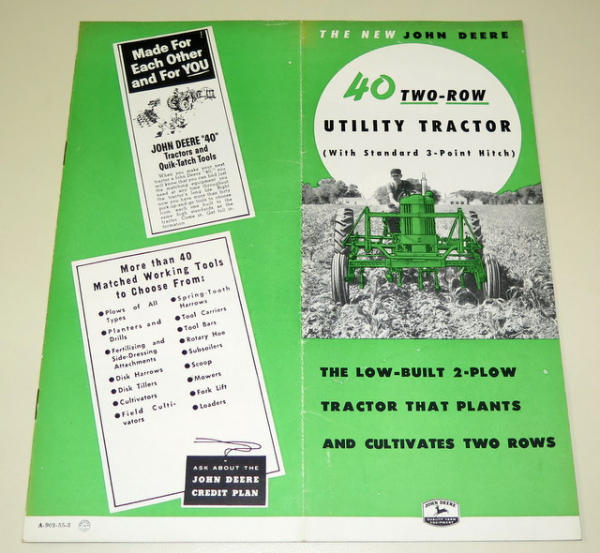 Made For
Each Other
and For YOU
JOHN DEERE "40"
Tractors and
Quik-Tatch Tools
More than 40
Matched Working Tools
to Choose From:
• Plows of All
Types
• Planters and
Drills
• Fertilizing and
Side-Dressing
Attachments
• Disk Harrows
• Disk Tillers
• Cultivators
• Field Culti-
vators
• Spring-Tooth
Harrows
• Tool Carriers
• Tool Bars
• Rotary Hoe
• Subsoilers
• Scoop
• Mowers
• Fork Lift
• Loaders
ASK ABOUT THE
JOHN DEERE
CREDIT PLAN
A-903-55-3
THE NEW JOHN DEERE
40 TWO-ROW
UTILITY TRACTOR
(With Standard 3-Point Hitch)
THE LOW-BUILT 2-PLOW
TRACTOR THAT PLANTS
AND CULTIVATES TWO ROWS
JOHN DEERE
QUALITY FARM
EQUIPMENT